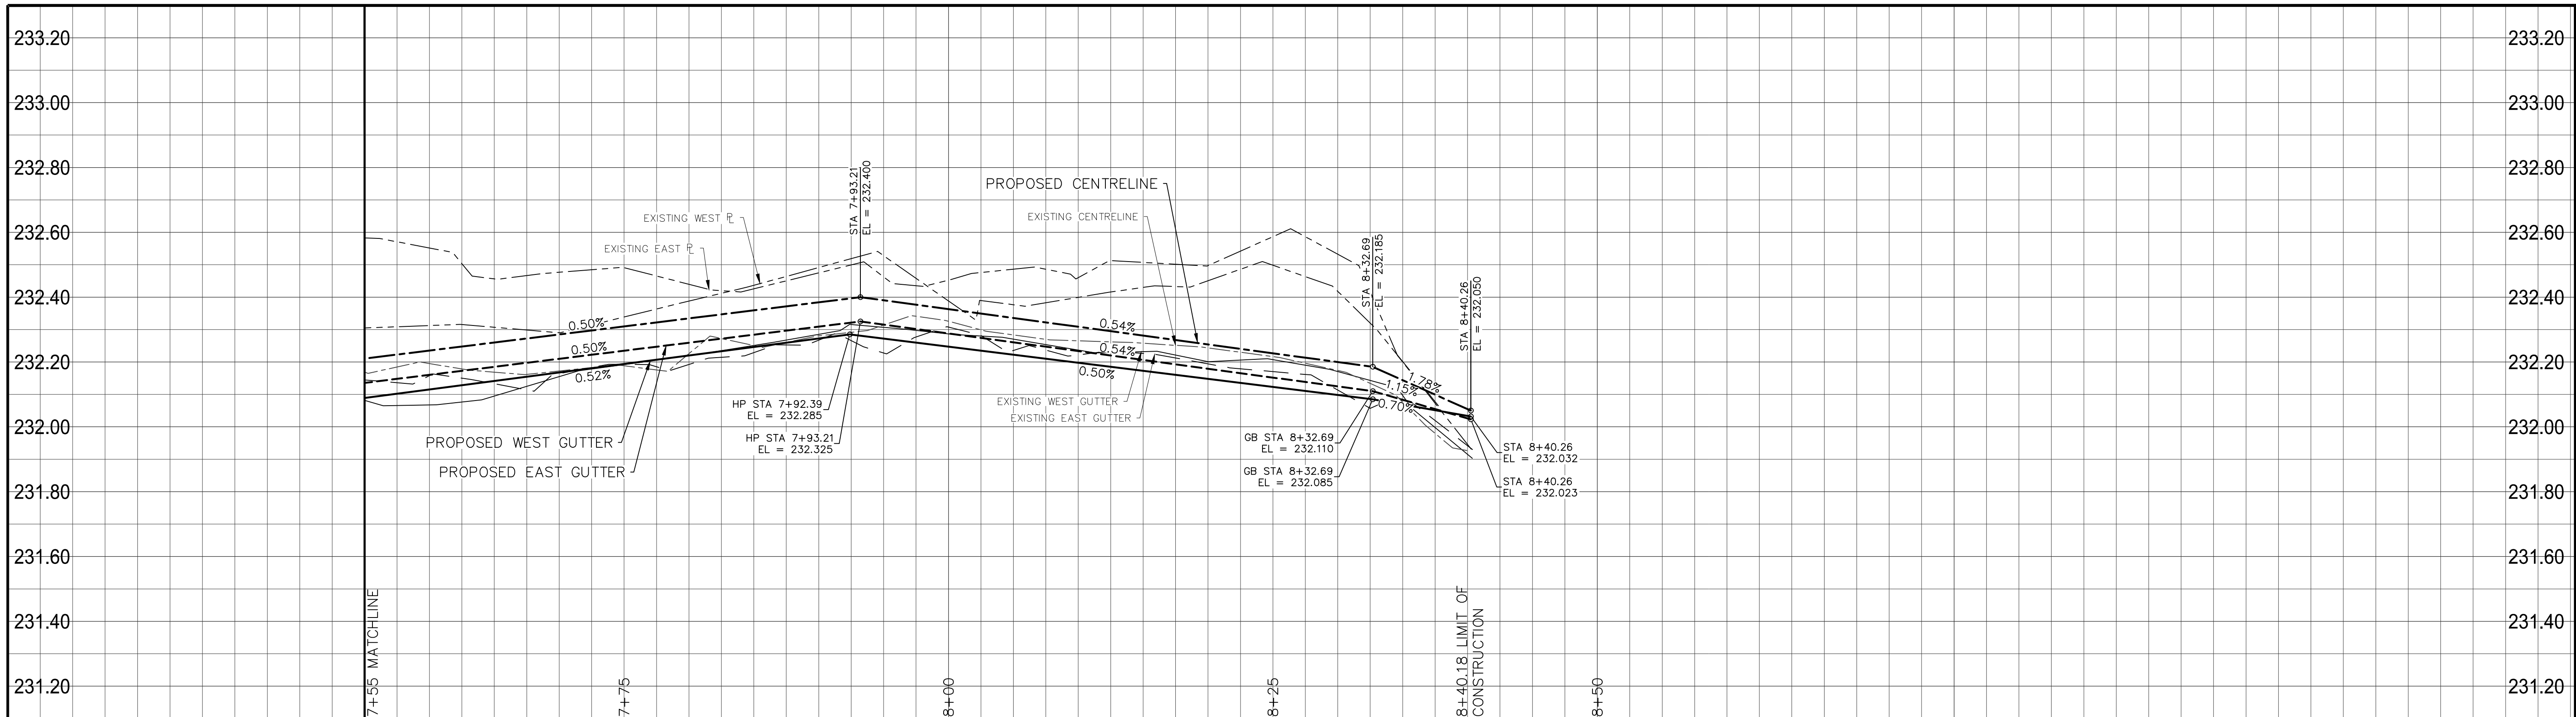 233.20
233.20
233.00
233.00
232.80
232.80
STA 7+93.21
EL = 232.400
PROPOSED CENTRELINE
EXISTING WEST PL
EXISTING CENTRELINE
232.60
232.60
EXISTING EAST PL
STA 8+32.69
EL = 232.185
STA 8+40.26
EL = 232.050
232.40
232.40
0.50%
0.54%
0.50%
0.54%
232.20
232.20
0.52%
0.50%
1.78%
1.15%
0.70%
HP STA 7+92.39
EL = 232.285
EXISTING WEST GUTTER
EXISTING EAST GUTTER
232.00
232.00
PROPOSED WEST GUTTER
HP STA 7+93.21
EL = 232.325
GB STA 8+32.69
EL = 232.110
STA 8+40.26
EL = 232.032
PROPOSED EAST GUTTER
GB STA 8+32.69
EL = 232.085
STA 8+40.26
EL = 232.023
231.80
231.80
231.60
231.60
231.40
231.40
231.20
231.20
7+55 MATCHLINE
7+75
8+00
8+25
8+40.18 LIMIT OF
CONSTRUCTION
8+50